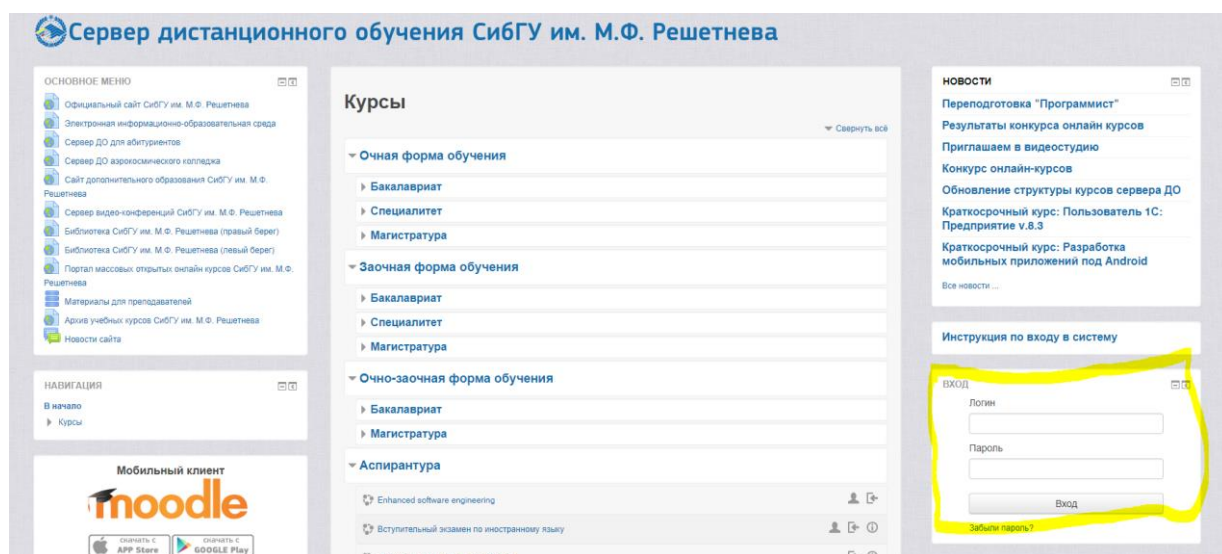 Сервер дистанционного обучения СибГУ им. М.Ф. Решетнева
ОСНОВНОЕ МЕНЮ
Официальный сайт СибГУ им. М.Ф. Решетнева
Электронная информационно-образовательная среда
Сервер ДО для абитуриентов
Сервер ДО аэрокосмического колледжа
Сайт дополнительного образования СибГУ им. М.Ф.
Решетнева
Сервер видео-конференций СибГУ им. М.Ф. Решетнева
Библиотека СибГУ им. М.Ф. Решетнева (правый берег)
Библиотека СибГУ им. М.Ф. Решетнева (левый берег)
Портал массовых открытых онлайн курсов СибГУ им. М.Ф.
Решетнева
Материалы для преподавателей
Архив учебных курсов СибГУ им. М.Ф. Решетнева
Новости сайта
НАВИГАЦИЯ
В начало
Курсы
Мобильный клиент
moodle
скачать с
APP Store
скачать с
GOOGLE Play
Курсы
Свернуть всё
Очная форма обучения
Бакалавриат
Специалитет
Магистратура
Заочная форма обучения
Бакалавриат
Специалитет
Магистратура
Очно-заочная форма обучения
Бакалавриат
Магистратура
Аспирантура
Enhanced software engineering
Вступительный экзамен по иностранному языку
НОВОСТИ
Переподготовка "Программист"
Результаты конкурса онлайн курсов
Приглашаем в видеостудию
Конкурс онлайн-курсов
Обновление структуры курсов сервера ДО
Краткосрочный курс: Пользователь 1С:
Предприятие v.8.3
Краткосрочный курс: Разработка
мобильных приложений под Android
Все новости ...
Инструкция по входу в систему
ВХОД
Логин
Пароль
Вход
Забыли пароль?